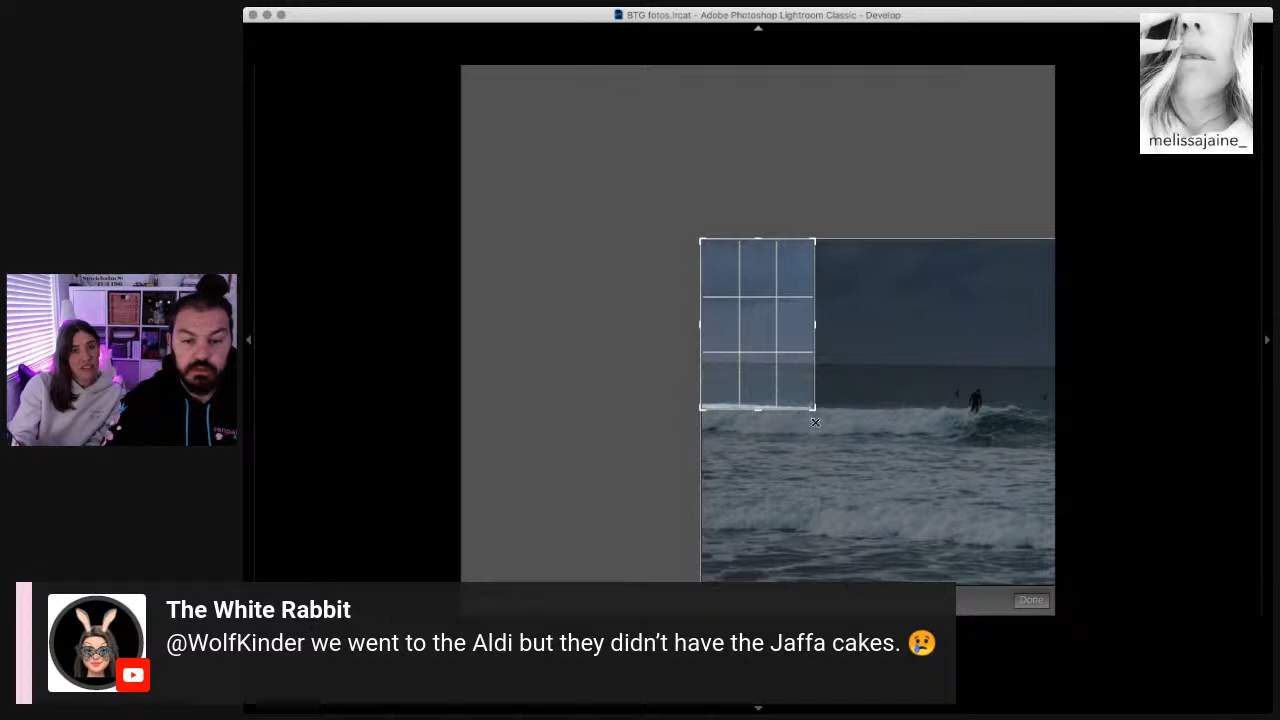 BTG fotos.lrcat - Adobe Photoshop Lightroom Classic - Develop
melissajaine_
Done
The White Rabbit
@WolfKinder we went to the Aldi but they didn’t have the Jaffa cakes. 😢